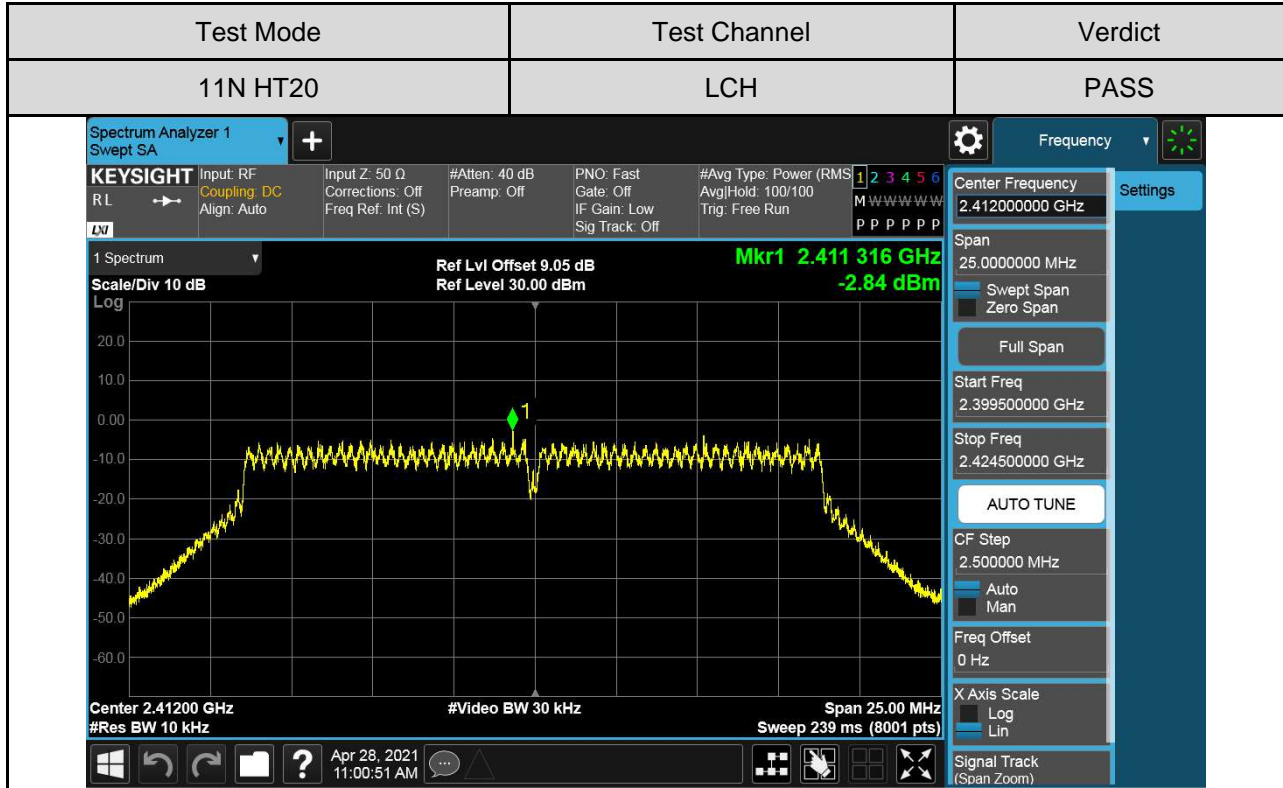 Test Mode Test Channel Verdict
11N HT20 LCH PASS
Spectrum Analyzer 1
Swept SA
+
Frequency
KEYSIGHT Input: RF Input Z: 50 Ω #Atten: 40 dB PNO: Fast #Avg Type: Power (RMS 1 2 3 4 5 6
RL Coupling: DC Corrections: Off Preamp: Off Gate: Off Avg|Hold: 100/100 M W W W W W
Align: Auto Freq Ref: Int (S) IF Gain: Low Trig: Free Run
LXI Sig Track: Off P P P P P P
1 Spectrum
Scale/Div 10 dB
Ref Lvl Offset 9.05 dB
Ref Level 30.00 dBm
Mkr1 2.411 316 GHz
-2.84 dBm
Log
20.0
10.0
0.00
-10.0
-20.0
-30.0
-40.0
-50.0
-60.0
1
Center 2.41200 GHz #Video BW 30 kHz Span 25.00 MHz
#Res BW 10 kHz Sweep 239 ms (8001 pts)
Center Frequency
2.412000000 GHz
Settings
Span
25.0000000 MHz
Swept Span
Zero Span
Full Span
Start Freq
2.399500000 GHz
Stop Freq
2.424500000 GHz
AUTO TUNE
CF Step
2.500000 MHz
Auto
Man
Freq Offset
0 Hz
X Axis Scale
Log
Lin
Signal Track
(Span Zoom)
?
Apr 28, 2021
11:00:51 AM